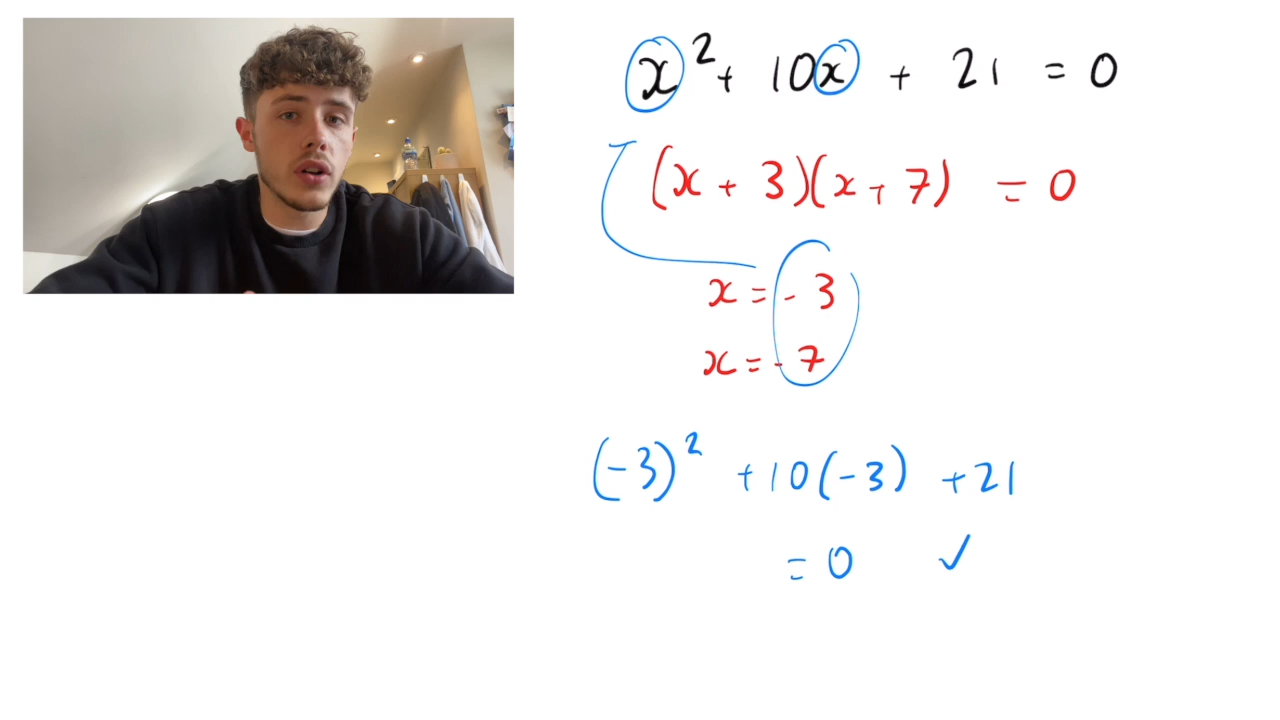 x² + 10x + 21 = 0
(x + 3)(x + 7) = 0
x = - 3
x = - 7
(-3)² + 10(-3) + 21
= 0 ✓